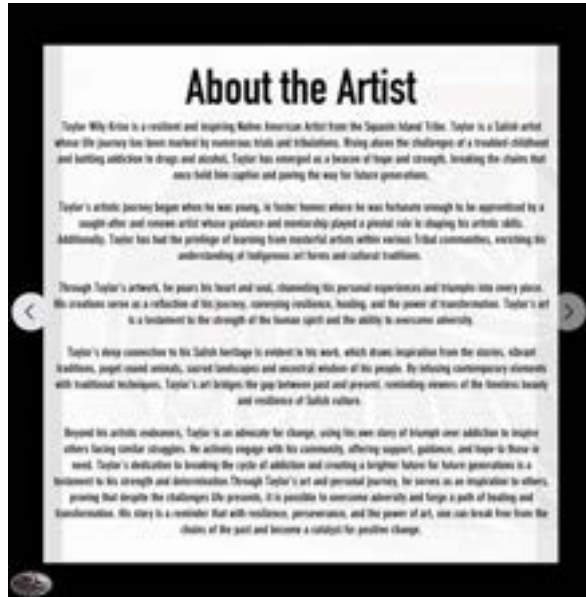 About the Artist
Taylor Wily Krise is a resilient and inspiring Native American Artist from the Squaxin Island Tribe. Taylor is a Salish artist
whose life journey has been marked by numerous trials and tribulations. Rising above the challenges of a troubled childhood
and battling addiction to drugs and alcohol, Taylor has emerged as a beacon of hope and strength, breaking the chains that
once held him captive and paving the way for future generations.
Taylor's artistic journey began when he was young, in foster homes where he was fortunate enough to be apprenticed by a
sought-after and renown artist whose guidance and mentorship played a pivotal role in shaping his artistic skills.
Additionally, Taylor has had the privilege of learning from masterful artists within various Tribal communities, enriching his
understanding of Indigenous art forms and cultural traditions.
Through Taylor's artwork, he pours his heart and soul, channeling his personal experiences and triumphs into every piece.
His creations serve as a reflection of his journey, conveying resilience, healing, and the power of transformation. Taylor's art
is a testament to the strength of the human spirit and the ability to overcome adversity.
Taylor's deep connection to his Salish heritage is evident in his work, which draws inspiration from the stories, vibrant
traditions, puget sound animals, sacred landscapes and ancestral wisdom of his people. By infusing contemporary elements
with traditional techniques, Taylor's art bridges the gap between past and present, reminding viewers of the timeless beauty
and resilience of Salish culture.
Beyond his artistic endeavors, Taylor is an advocate for change, using his own story of triumph over addiction to inspire
others facing similar struggles. He actively engage with his community, offering support, guidance, and hope to those in
need. Taylor's dedication to breaking the cycle of addiction and creating a brighter future for future generations is a
testament to his strength and determination.Through Taylor's art and personal journey, he serves as an inspiration to others,
proving that despite the challenges life presents, it is possible to overcome adversity and forge a path of healing and
transformation. His story is a reminder that with resilience, perseverance, and the power of art, one can break free from the
chains of the past and become a catalyst for positive change.